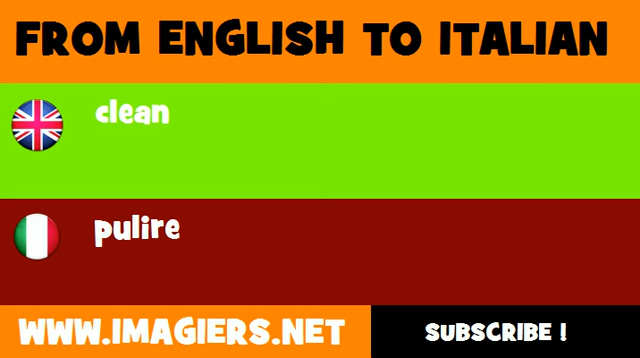 FROM ENGLISH TO ITALIAN
clean
pulire
WWW.IMAGIERS.NET
SUBSCRIBE !